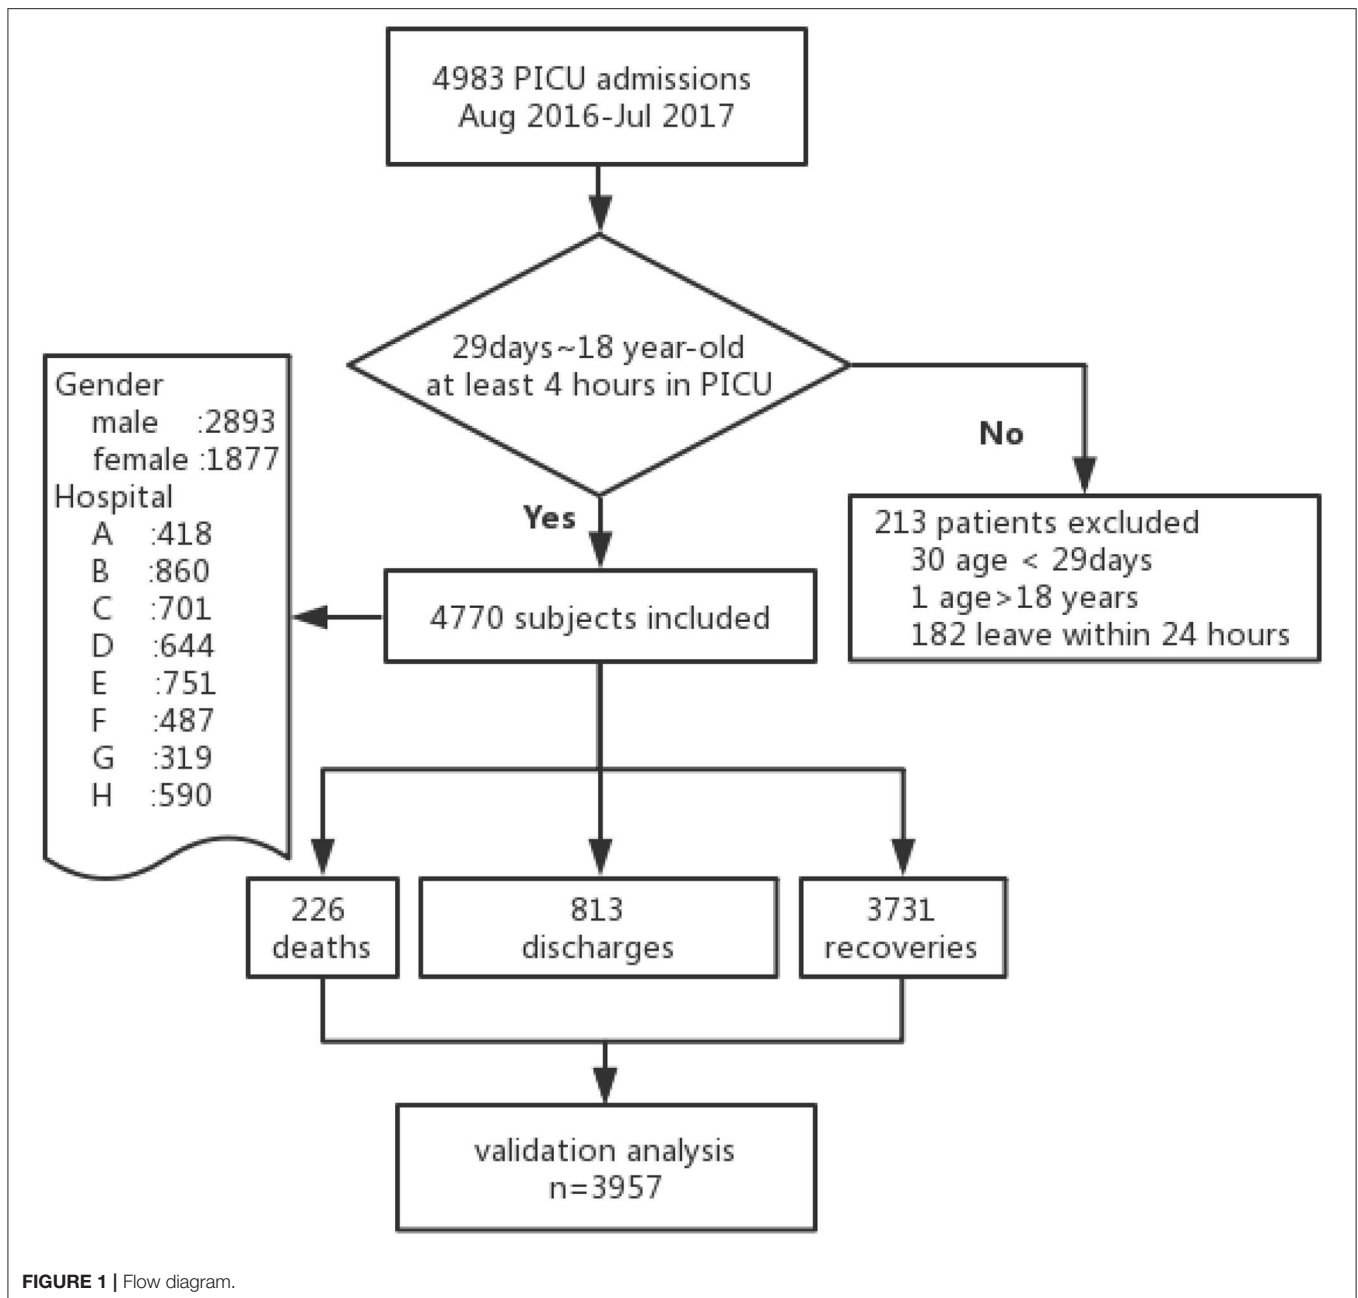 4983 PICU admissions
Aug 2016-Jul 2017
29days~18 year-old
at least 4 hours in PICU
No
Yes
213 patients excluded
30 age < 29days
1 age>18 years
182 leave within 24 hours
4770 subjects included
Gender
male :2893
female :1877
Hospital
A :418
B :860
C :701
D :644
E :751
F :487
G :319
H :590
226
deaths
813
discharges
3731
recoveries
validation analysis
n=3957
FIGURE 1 | Flow diagram.